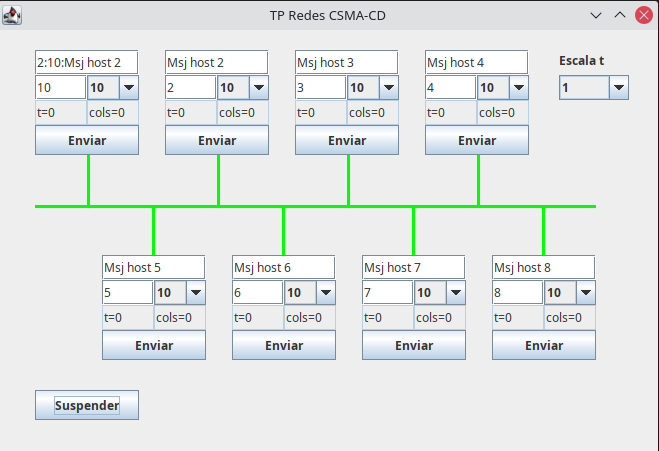 TP Redes CSMA-CD
2:10:Msj host 2 Msj host 2 Msj host 3 Msj host 4 Escala t
10 10 2 10 3 10 4 10 1
t=0 cols=0 t=0 cols=0 t=0 cols=0 t=0 cols=0
Enviar Enviar Enviar Enviar
Msj host 5 Msj host 6 Msj host 7 Msj host 8
5 10 6 10 7 10 8 10
t=0 cols=0 t=0 cols=0 t=0 cols=0 t=0 cols=0
Enviar Enviar Enviar Enviar
Suspender